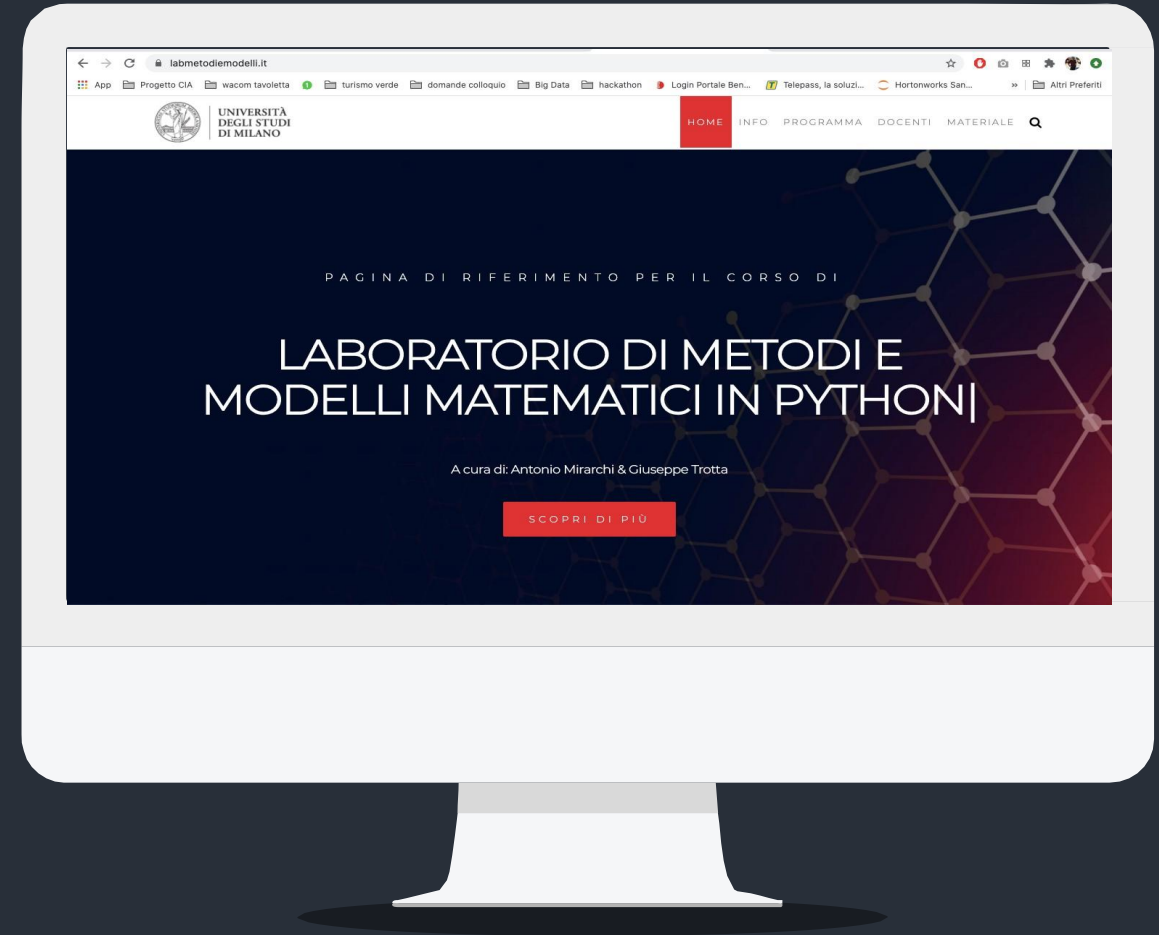 labmetodiemodelli.it
App Progetto CIA wacom tavoletta turismo verde domande colloquio Big Data hackathon Login Portale Ben... Telepass, la soluzi... Hortonworks San... » Altri Preferiti
UNIVERSITÀ
DEGLI STUDI
DI MILANO
HOME INFO PROGRAMMA DOCENTI MATERIALE
PAGINA DI RIFERIMENTO PER IL CORSO DI
LABORATORIO DI METODI E
MODELLI MATEMATICI IN PYTHON|
A cura di: Antonio Mirarchi & Giuseppe Trotta
SCOPRI DI PIÙ